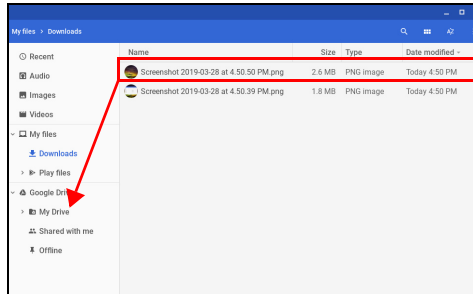 My files > Downloads
AZ
Recent
Audio
Images
Videos
My files
Downloads
Play files
Google Dri
My Drive
Shared with me
Offline
Name Size Type Date modified
Screenshot 2019-03-28 at 4.50.50 PM.png 2.6 MB PNG image Today 4:50 PM
Screenshot 2019-03-28 at 4.50.39 PM.png 1.8 MB PNG image Today 4:50 PM